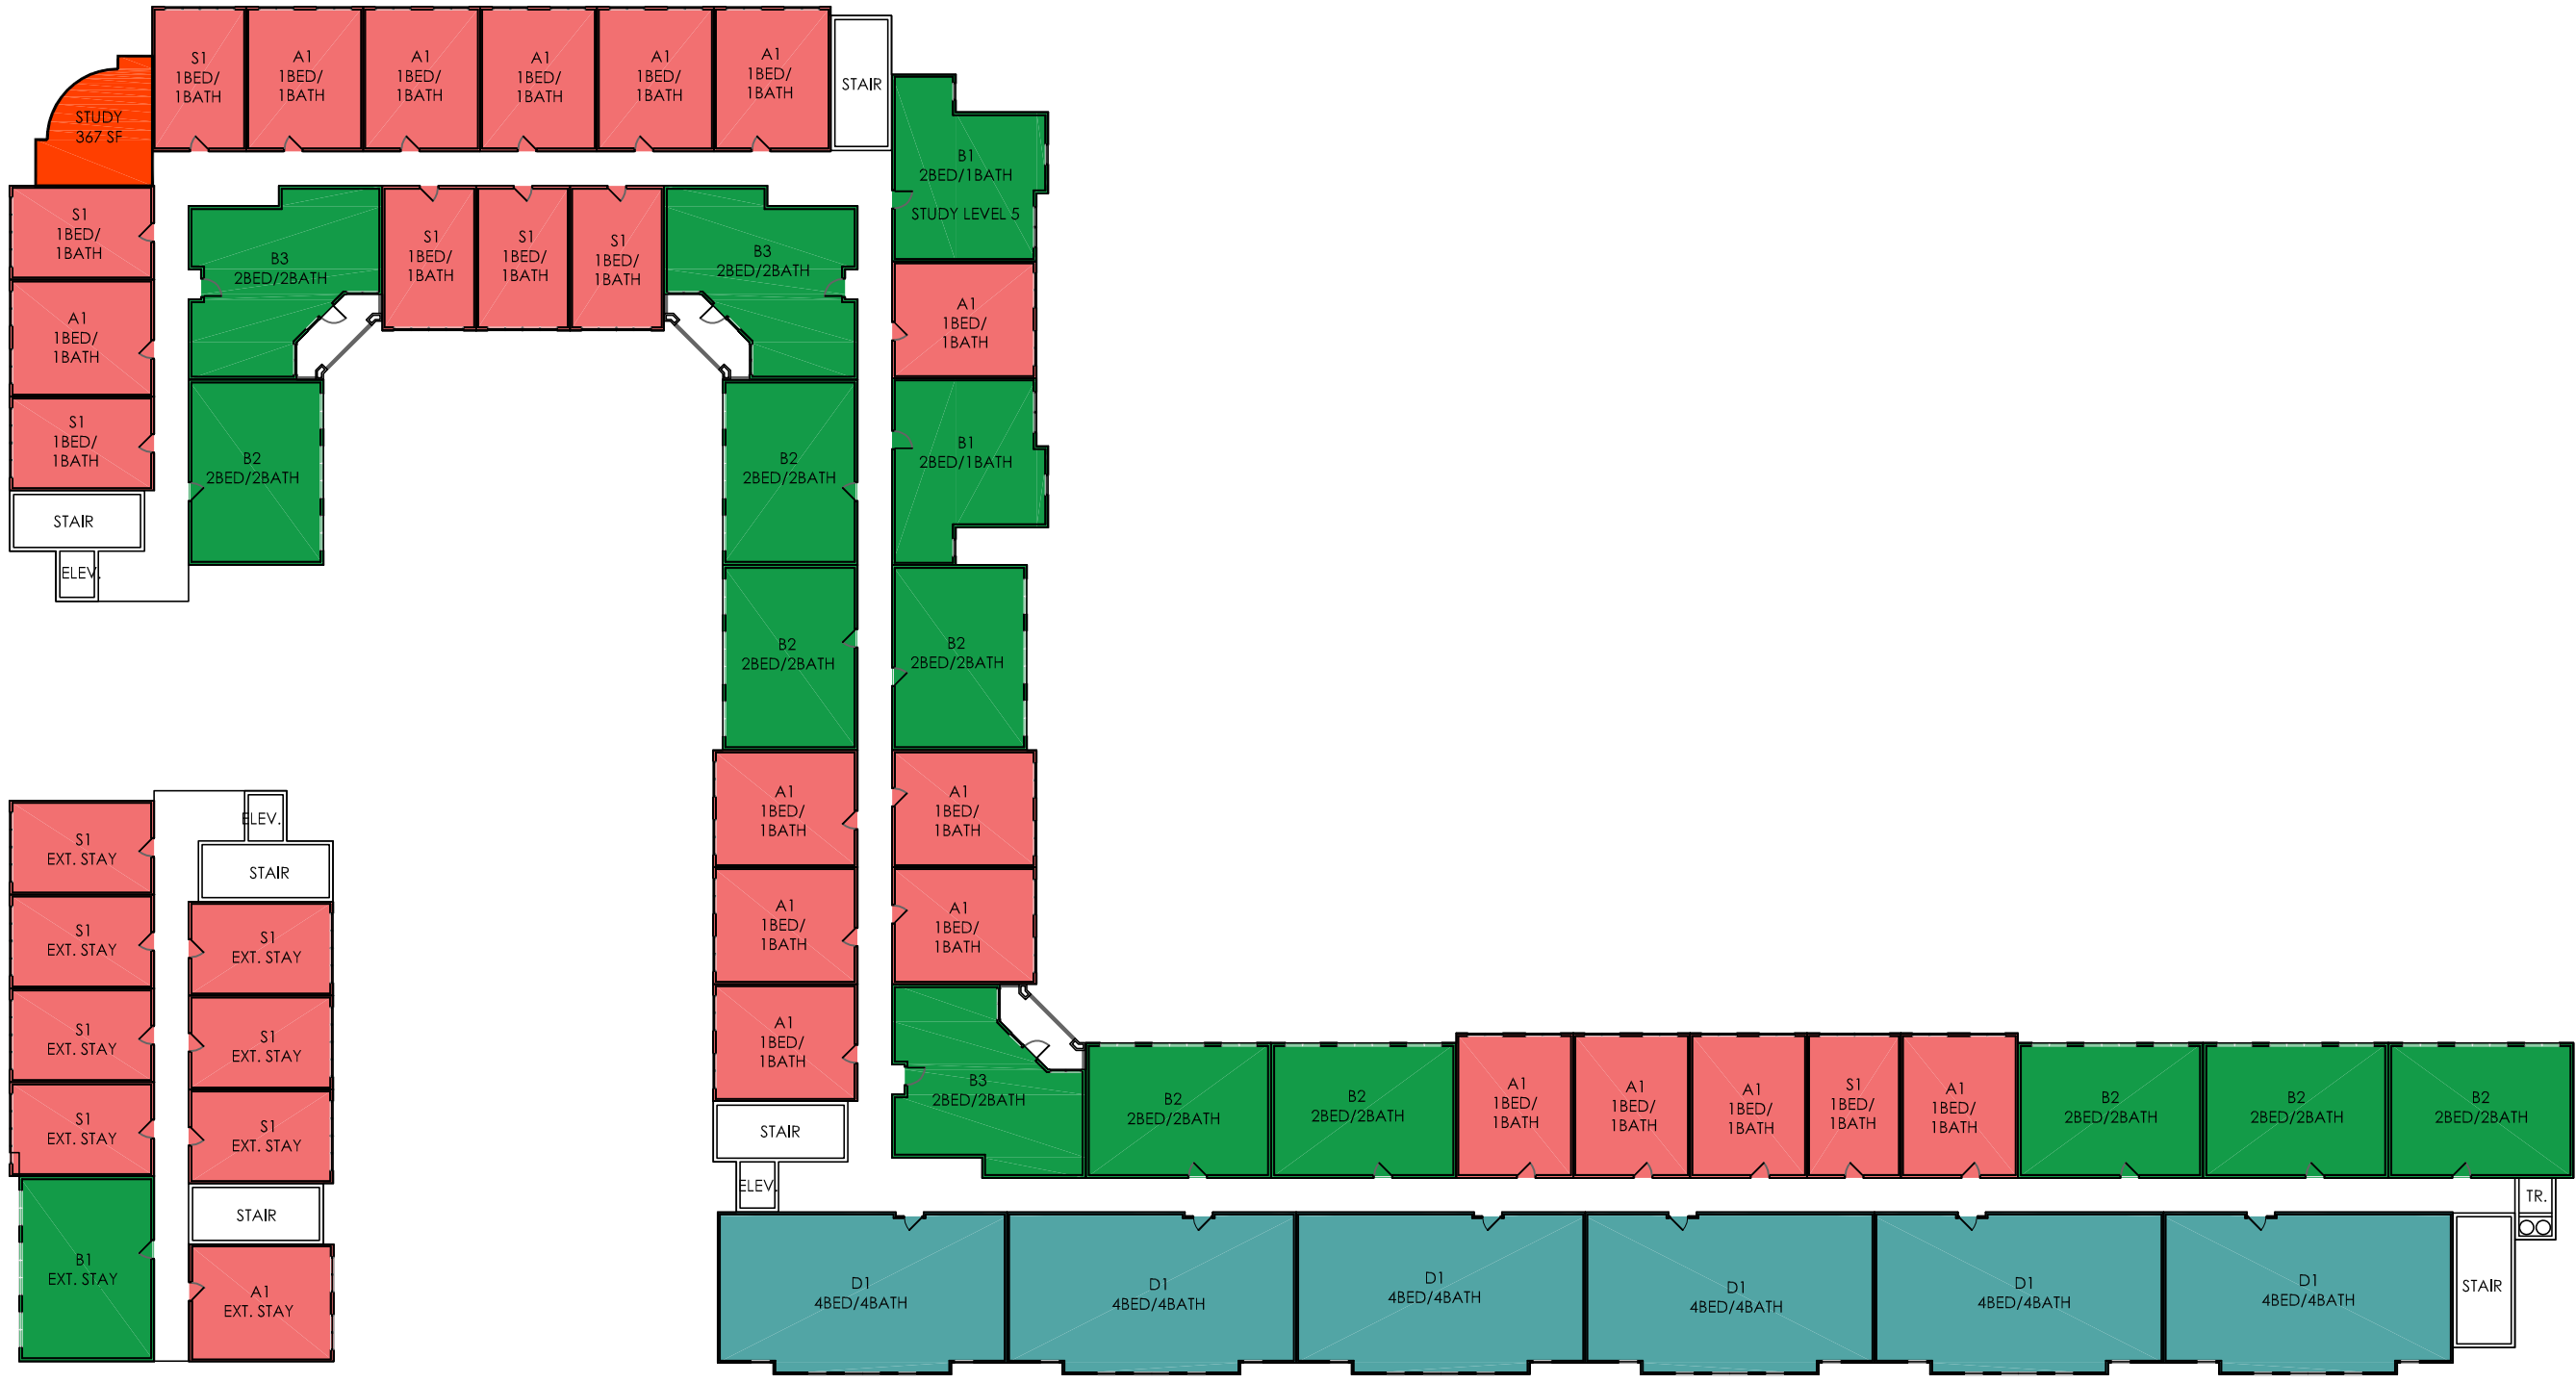 S1
1BED/
1BATH
A1
1BED/
1BATH
A1
1BED/
1BATH
A1
1BED/
1BATH
A1
1BED/
1BATH
A1
1BED/
1BATH
STAIR
STUDY
367 SF
B1
2BED/1BATH
STUDY LEVEL 5
S1
1BED/
1BATH
B3
2BED/2BATH
S1
1BED/
1BATH
S1
1BED/
1BATH
S1
1BED/
1BATH
B3
2BED/2BATH
A1
1BED/
1BATH
A1
1BED/
1BATH
S1
1BED/
1BATH
B2
2BED/2BATH
B2
2BED/2BATH
B1
2BED/1BATH
STAIR
ELEV.
B2
2BED/2BATH
B2
2BED/2BATH
A1
1BED/
1BATH
A1
1BED/
1BATH
S1
EXT. STAY
ELEV.
STAIR
A1
1BED/
1BATH
A1
1BED/
1BATH
S1
EXT. STAY
S1
EXT. STAY
S1
EXT. STAY
S1
EXT. STAY
A1
1BED/
1BATH
B3
2BED/2BATH
B2
2BED/2BATH
B2
2BED/2BATH
A1
1BED/
1BATH
A1
1BED/
1BATH
A1
1BED/
1BATH
S1
1BED/
1BATH
A1
1BED/
1BATH
B2
2BED/2BATH
B2
2BED/2BATH
B2
2BED/2BATH
S1
EXT. STAY
S1
EXT. STAY
STAIR
ELEV.
TR.
STAIR
B1
EXT. STAY
A1
EXT. STAY
D1
4BED/4BATH
D1
4BED/4BATH
D1
4BED/4BATH
D1
4BED/4BATH
D1
4BED/4BATH
D1
4BED/4BATH
STAIR